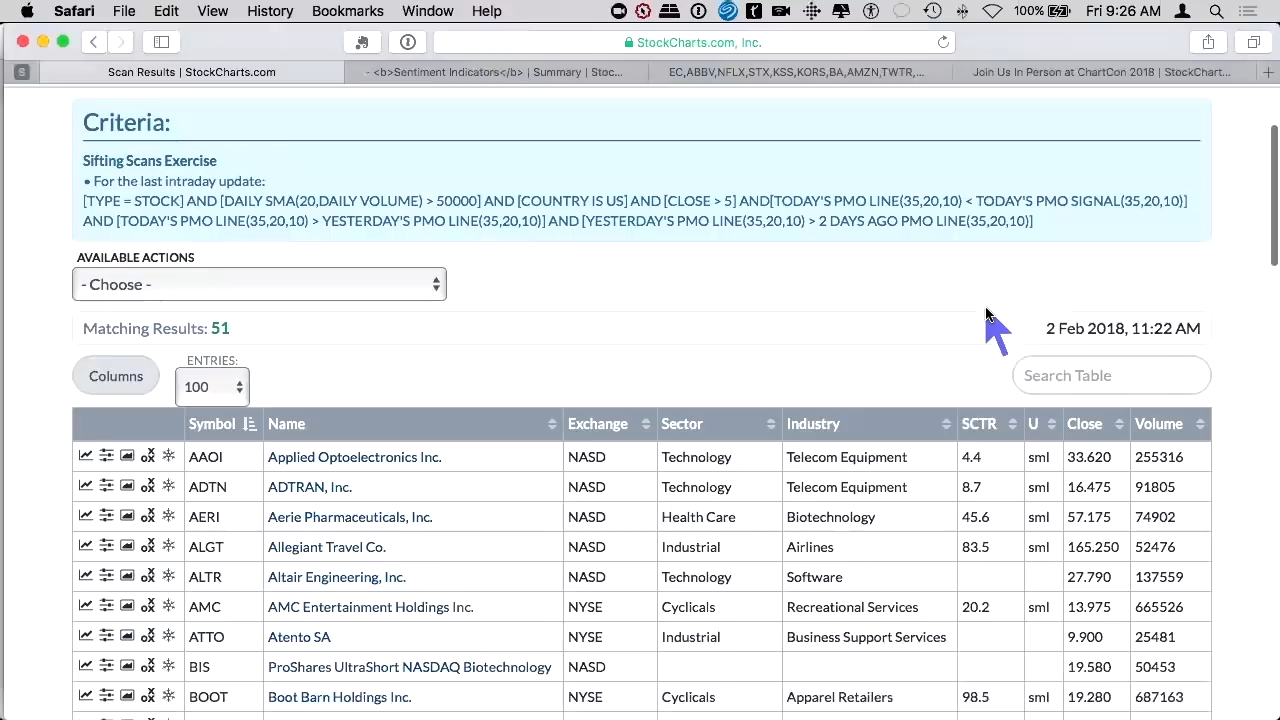 Safari File Edit View History Bookmarks Window Help 100% Fri 9:26 AM
StockCharts.com, Inc.
S Scan Results | StockCharts.com - <b>Sentiment Indicators</b> | Summary | Stoc... EC,ABBV,NFLX,STX,KSS,KORS,BA,AMZN,TWTR,... Join Us In Person at ChartCon 2018 | StockChart... +
Criteria:
Sifting Scans Exercise
• For the last intraday update:
[TYPE = STOCK] AND [DAILY SMA(20,DAILY VOLUME) > 50000] AND [COUNTRY IS US] AND [CLOSE > 5] AND[TODAY'S PMO LINE(35,20,10) < TODAY'S PMO SIGNAL(35,20,10)]
AND [TODAY'S PMO LINE(35,20,10) > YESTERDAY'S PMO LINE(35,20,10)] AND [YESTERDAY'S PMO LINE(35,20,10) > 2 DAYS AGO PMO LINE(35,20,10)]
AVAILABLE ACTIONS
- Choose -
Matching Results: 51 2 Feb 2018, 11:22 AM
Columns ENTRIES: 100 Search Table
Symbol Name Exchange Sector Industry SCTR U Close Volume
AAOI Applied Optoelectronics Inc. NASD Technology Telecom Equipment 4.4 sml 33.620 255316
ADTN ADTRAN, Inc. NASD Technology Telecom Equipment 8.7 sml 16.475 91805
AERI Aerie Pharmaceuticals, Inc. NASD Health Care Biotechnology 45.6 sml 57.175 74902
ALGT Allegiant Travel Co. NASD Industrial Airlines 83.5 sml 165.250 52476
ALTR Altair Engineering, Inc. NASD Technology Software 27.790 137559
AMC AMC Entertainment Holdings Inc. NYSE Cyclicals Recreational Services 20.2 sml 13.975 665526
ATTO Atento SA NYSE Industrial Business Support Services 9.900 25481
BIS ProShares UltraShort NASDAQ Biotechnology NASD 19.580 50453
BOOT Boot Barn Holdings Inc. NYSE Cyclicals Apparel Retailers 98.5 sml 19.280 687163